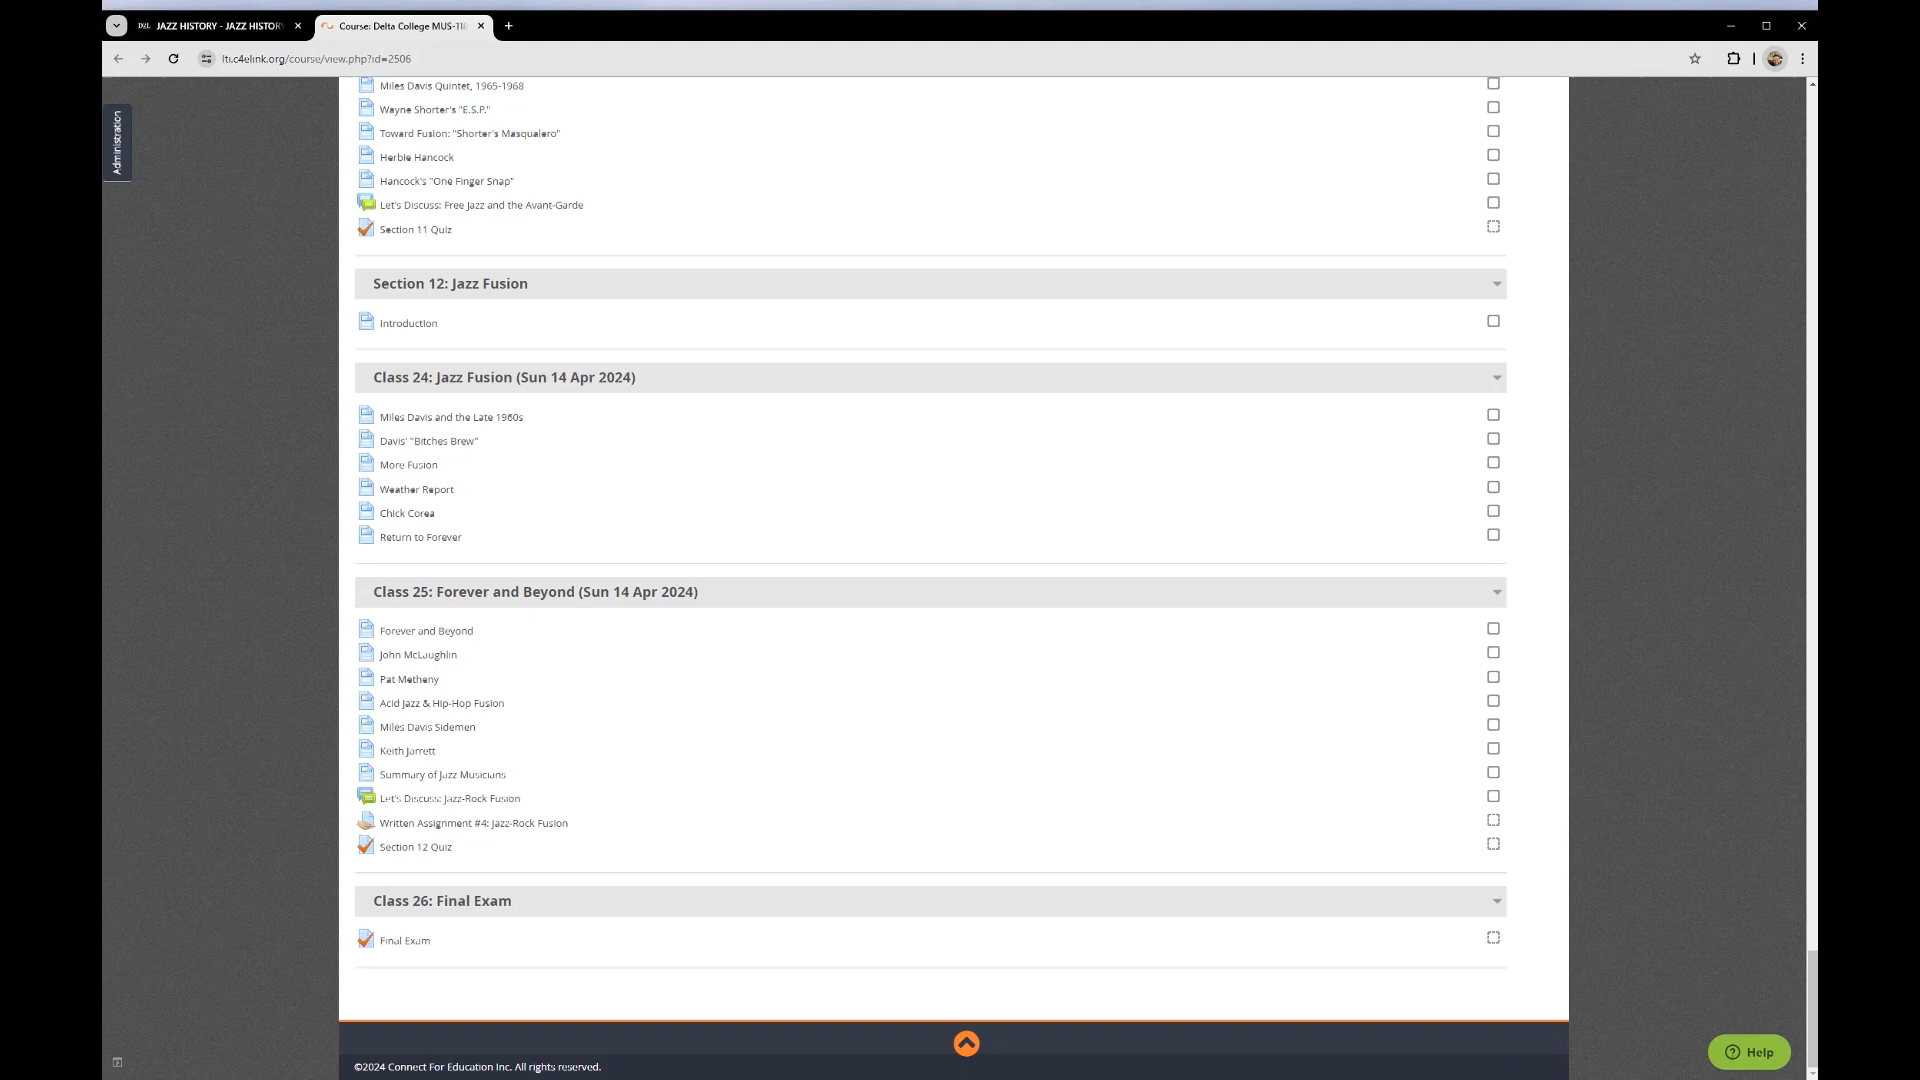 D2L JAZZ HISTORY - JAZZ HISTOR
Course: Delta College MUS-11
lti.c4elink.org/course/view.php?id=2506
Administration
Miles Davis Quintet, 1965-1968
Wayne Shorter's "E.S.P."
Toward Fusion: "Shorter's Masqualero"
Herbie Hancock
Hancock's "One Finger Snap"
Let's Discuss: Free Jazz and the Avant-Garde
Section 11 Quiz
Section 12: Jazz Fusion
Introduction
Class 24: Jazz Fusion (Sun 14 Apr 2024)
Miles Davis and the Late 1960s
Davis' "Bitches Brew"
More Fusion
Weather Report
Chick Corea
Return to Forever
Class 25: Forever and Beyond (Sun 14 Apr 2024)
Forever and Beyond
John McLaughlin
Pat Metheny
Acid Jazz & Hip-Hop Fusion
Miles Davis Sidemen
Keith Jarrett
Summary of Jazz Musicians
Let's Discuss: Jazz-Rock Fusion
Written Assignment #4: Jazz-Rock Fusion
Section 12 Quiz
Class 26: Final Exam
Final Exam
Help
©2024 Connect For Education Inc. All rights reserved.